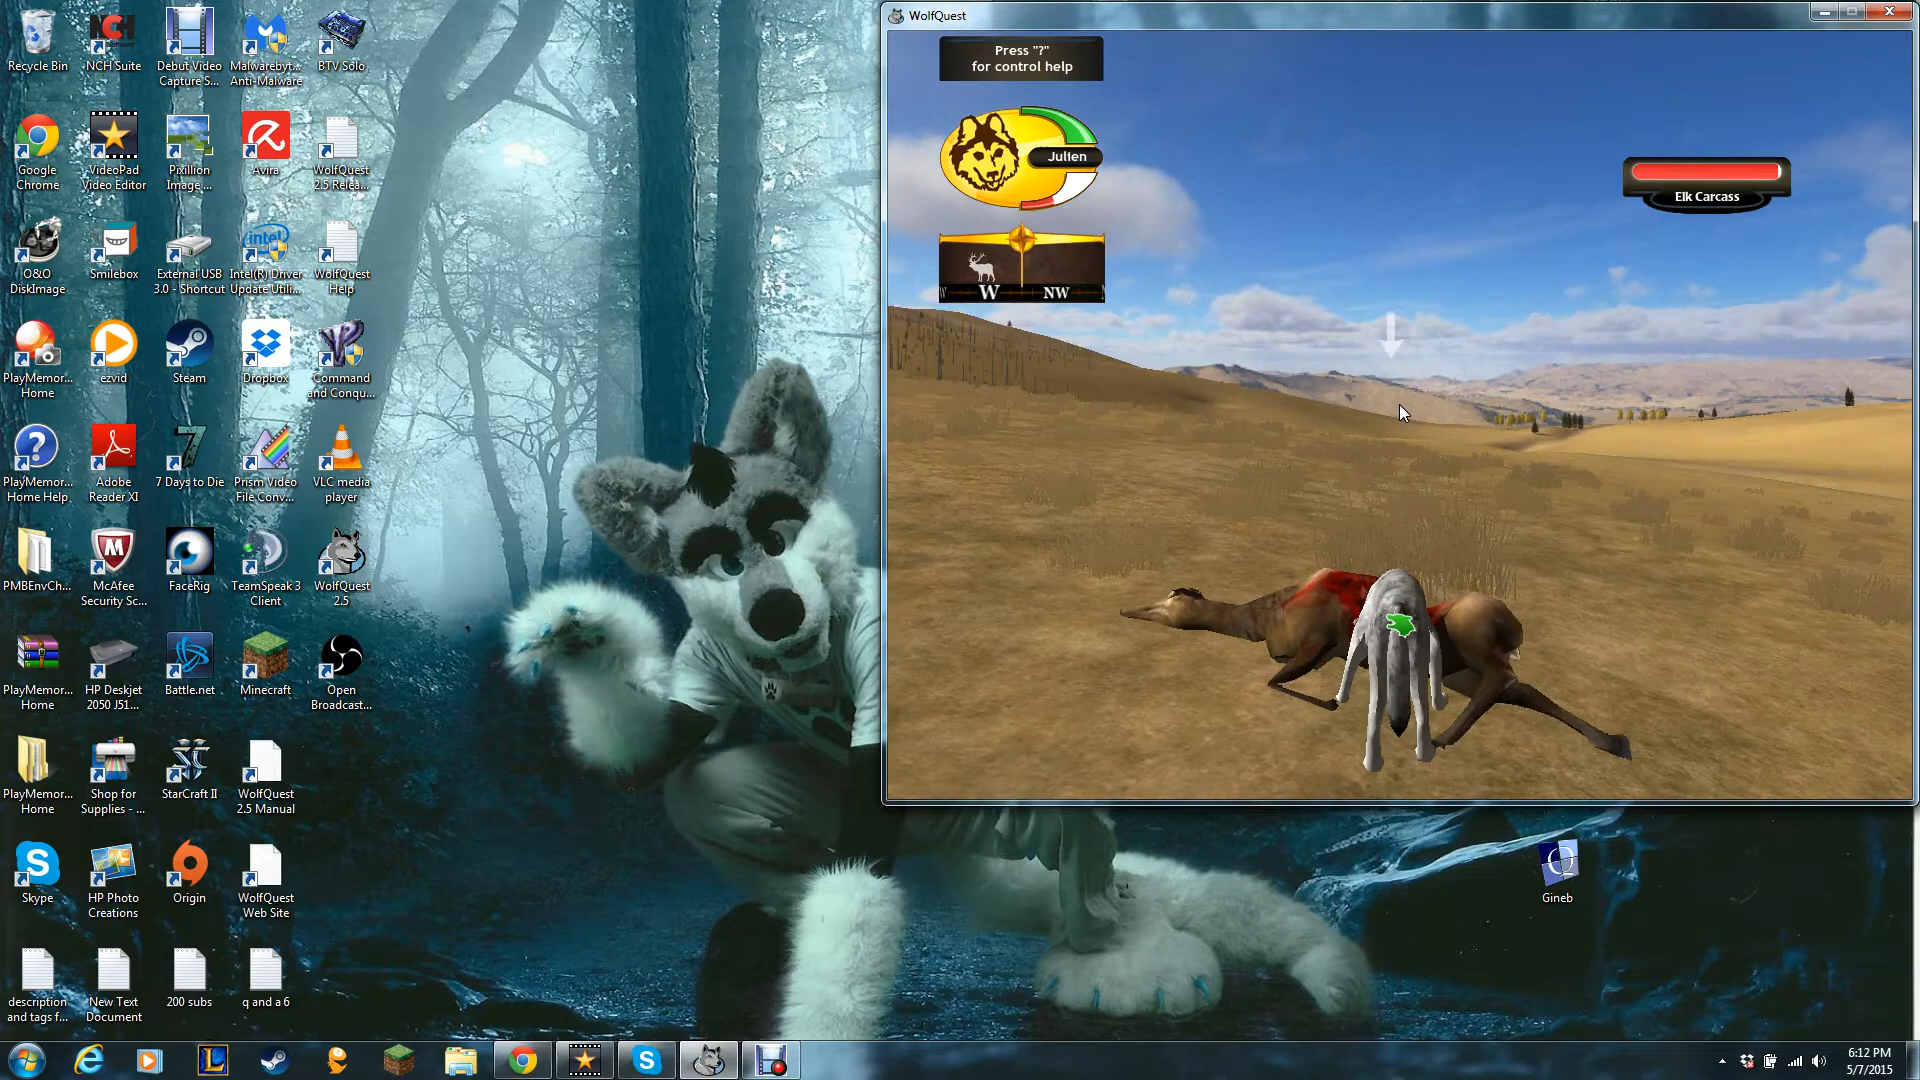 Recycle Bin
NCH Suite
Debut Video
Capture S...
Malwarebyt...
Anti-Malware
BTV Solo
Google
Chrome
VideoPad
Video Editor
Pixillion
Image ...
Avira
WolfQuest
2.5 Relea...
O&O
DiskImage
Smilebox
External USB
3.0 - Shortcut
Intel(R) Driver
Update Utili...
WolfQuest
Help
PlayMemor...
Home
ezvid
Steam
Dropbox
Command
and Conqu...
PlayMemor...
Home Help
Adobe
Reader XI
7 Days to Die
Prism Video
File Conv...
VLC media
player
PMBEnvCh...
McAfee
Security Sc...
FaceRig
TeamSpeak 3
Client
WolfQuest
2.5
PlayMemor...
Home
HP Deskjet
2050 J51...
Battle.net
Minecraft
Open
Broadcast...
PlayMemor...
Home
Shop for
Supplies - ...
StarCraft II
WolfQuest
2.5 Manual
Skype
HP Photo
Creations
Origin
WolfQuest
Web Site
description
and tags f...
New Text
Document
200 subs
q and a 6
WolfQuest
Press "?"
for control help
Julien
W NW
Elk Carcass
Gineb
6:12 PM
5/7/2015